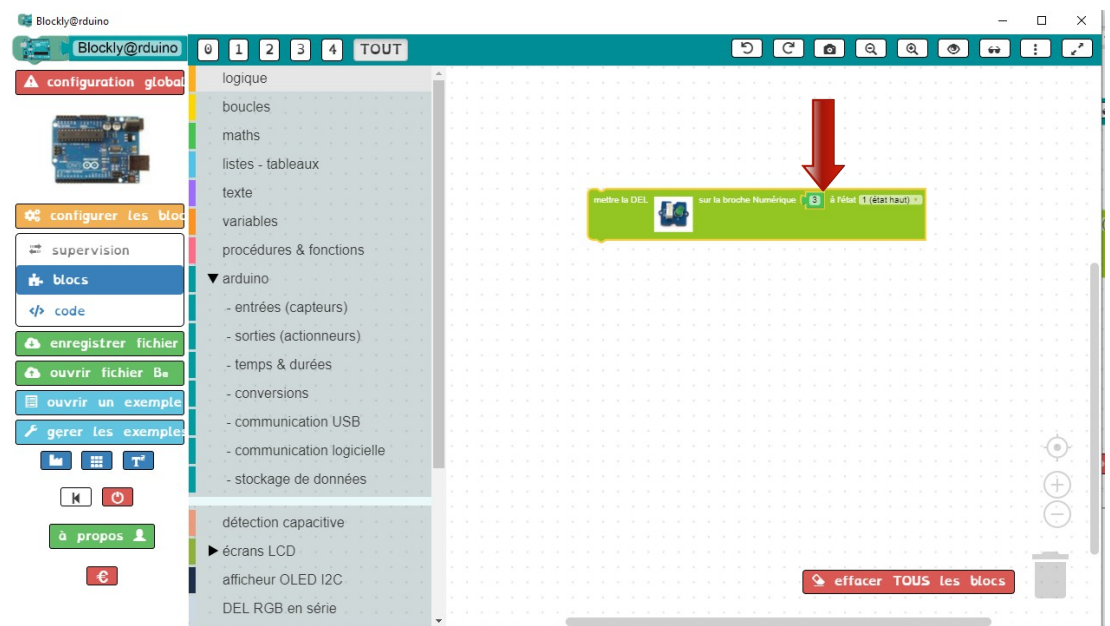 Blockly@rduino
Blockly@rduino
0 1 2 3 4 TOUT
configuration global
configurer les bloc
supervision
blocs
</> code
enregistrer fichier
ouvrir fichier B@
ouvrir un exemple
gérer les exemples
à propos
€
logique
boucles
maths
listes - tableaux
texte
variables
procédures & fonctions
arduino
- entrées (capteurs)
- sorties (actionneurs)
- temps & durées
- conversions
- communication USB
- communication logicielle
- stockage de données
détection capacitive
écrans LCD
afficheur OLED I2C
DEL RGB en série
mettre la DEL sur la broche Numérique 3 à l'état 1 (état haut)
effacer TOUS les blocs